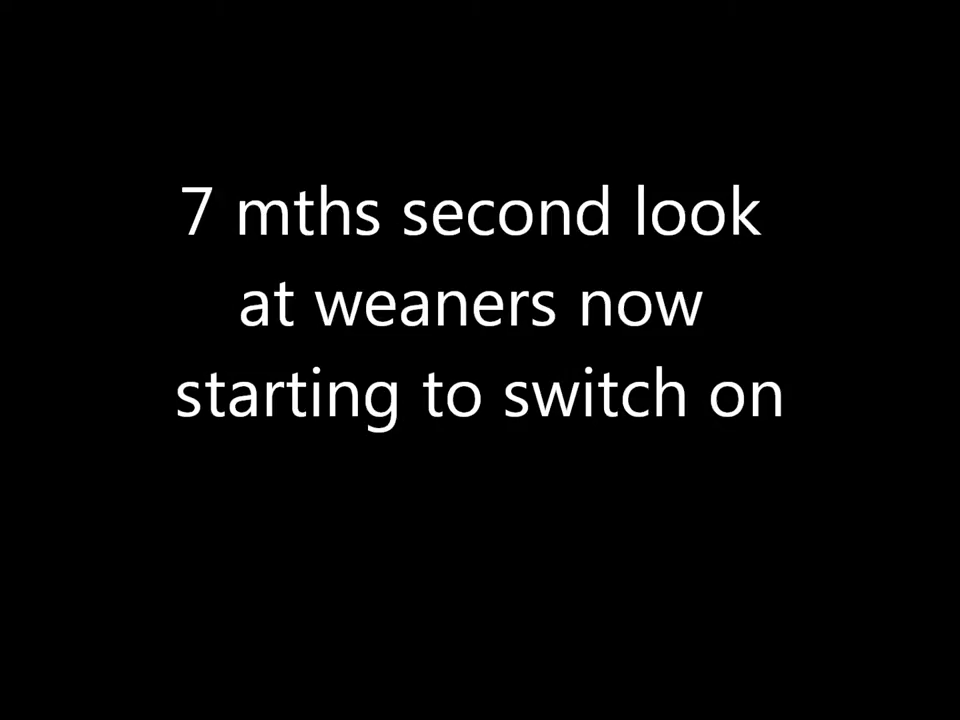 7 mths second look
at weaners now
starting to switch on